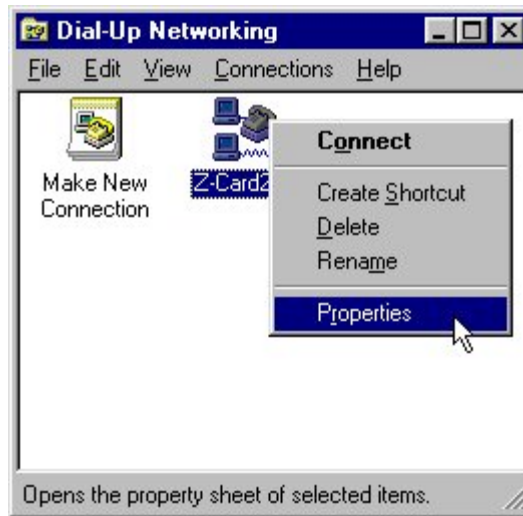 Dial-Up Networking
File Edit View Connections Help
Make New
Connection
Z-Card2
Connect
Create Shortcut
Delete
Rename
Properties
Opens the property sheet of selected items.